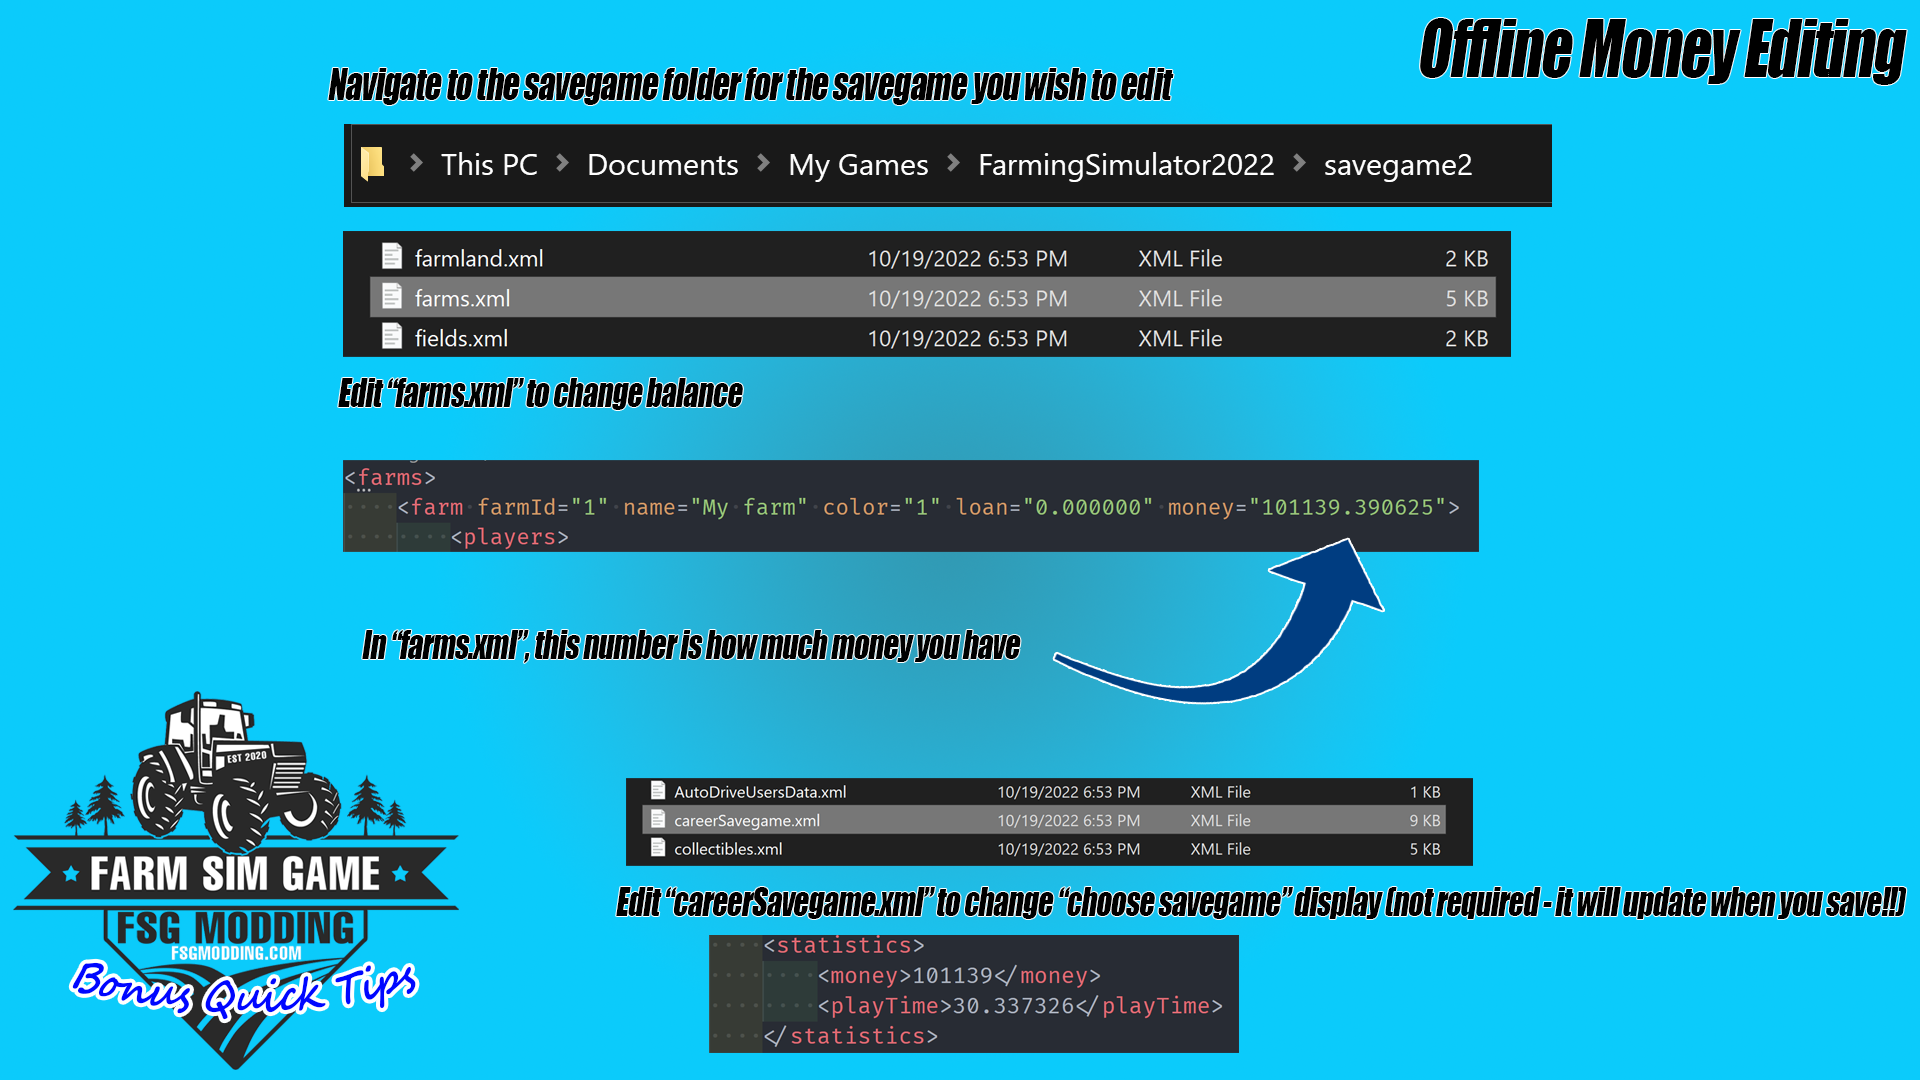 Offline Money Editing
Navigate to the savegame folder for the savegame you wish to edit
This PC > Documents > My Games > FarmingSimulator2022 > savegame2
farmland.xml 10/19/2022 6:53 PM XML File 2 KB
farms.xml 10/19/2022 6:53 PM XML File 5 KB
fields.xml 10/19/2022 6:53 PM XML File 2 KB
Edit “farms.xml” to change balance
<farms>
<farm farmId="1" name="My farm" color="1" loan="0.000000" money="101139.390625">
<players>
In “farms.xml”, this number is how much money you have
AutoDriveUsersData.xml 10/19/2022 6:53 PM XML File 1 KB
careerSavegame.xml 10/19/2022 6:53 PM XML File 9 KB
collectibles.xml 10/19/2022 6:53 PM XML File 5 KB
Edit “careerSavegame.xml” to change “choose savegame” display (not required - it will update when you save!!)
<statistics>
<money>101139</money>
<playTime>30.337326</playTime>
</statistics>
EST 2020
FARM SIM GAME
FSG MODDING
FSGMODDING.COM
Bonus Quick Tips